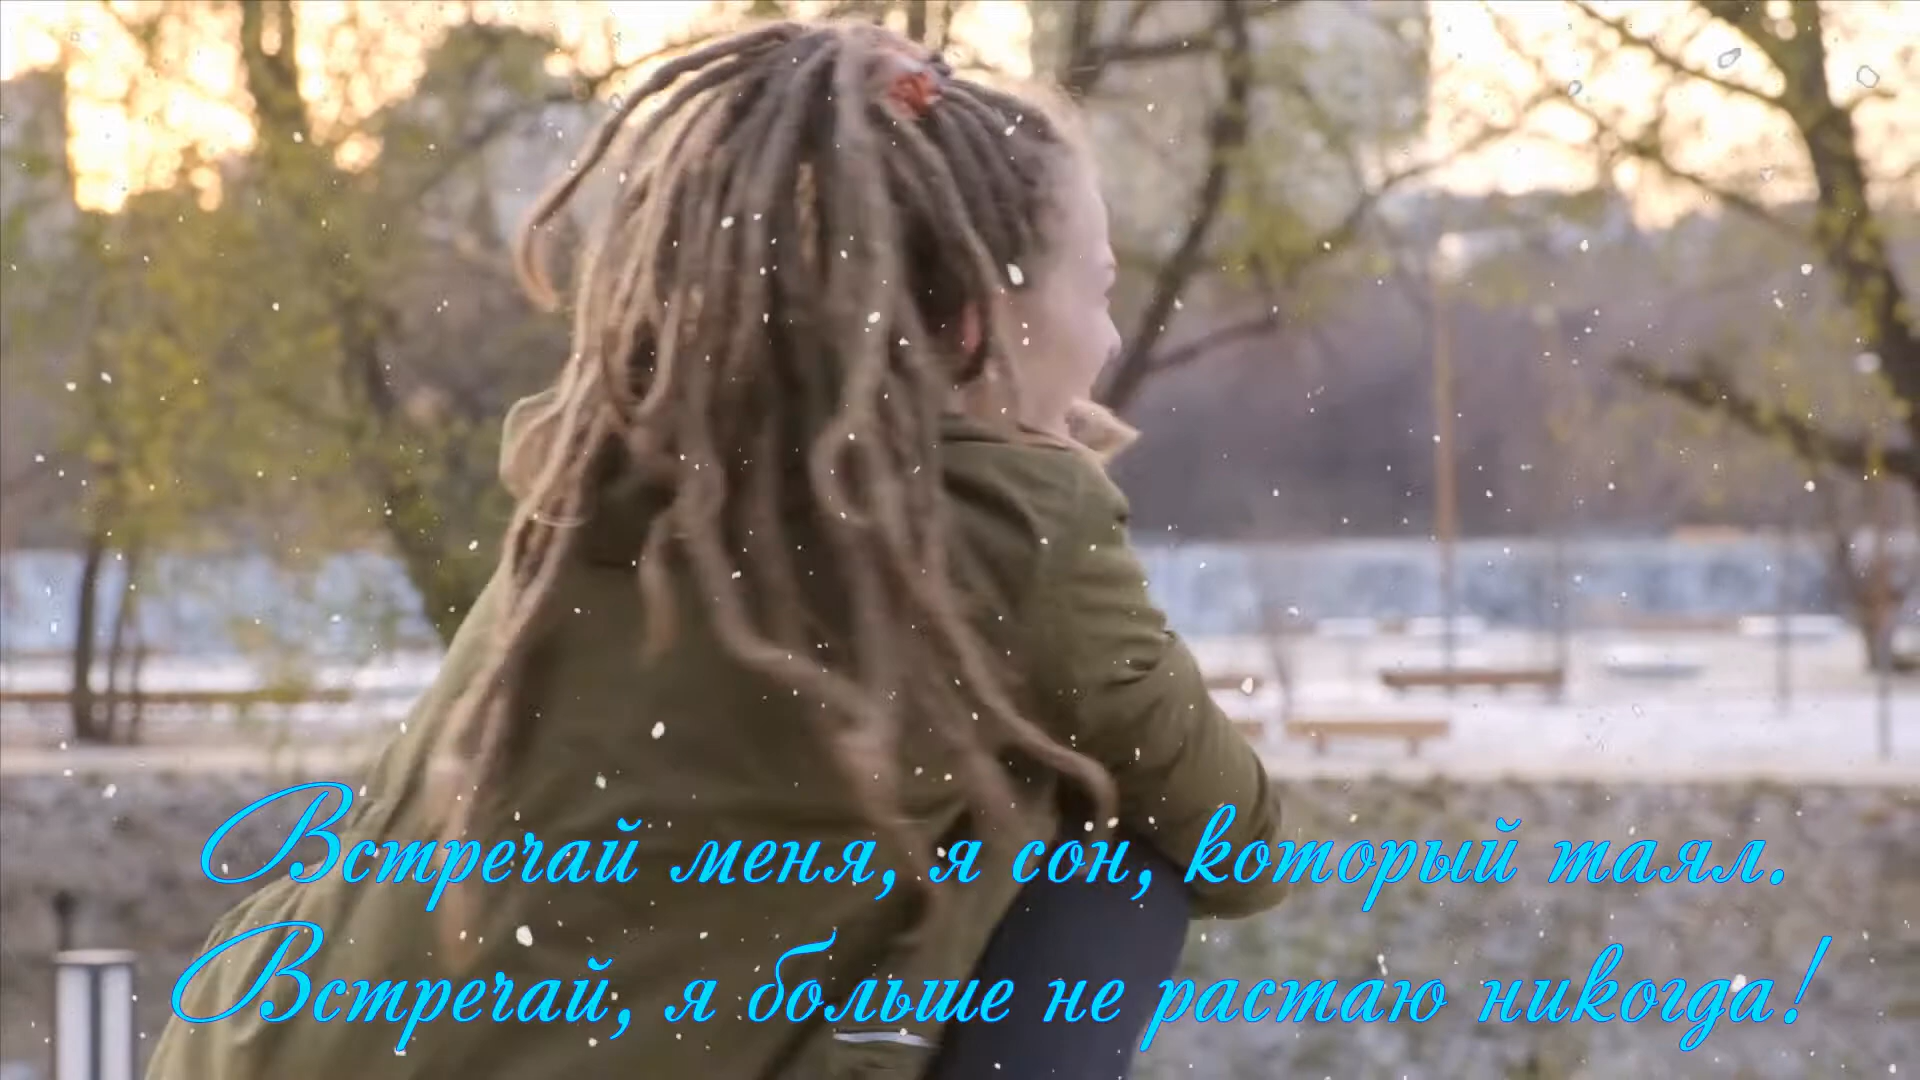 Встречай меня, я сон, который таял.
Встречай, я больше не растаю никогда!